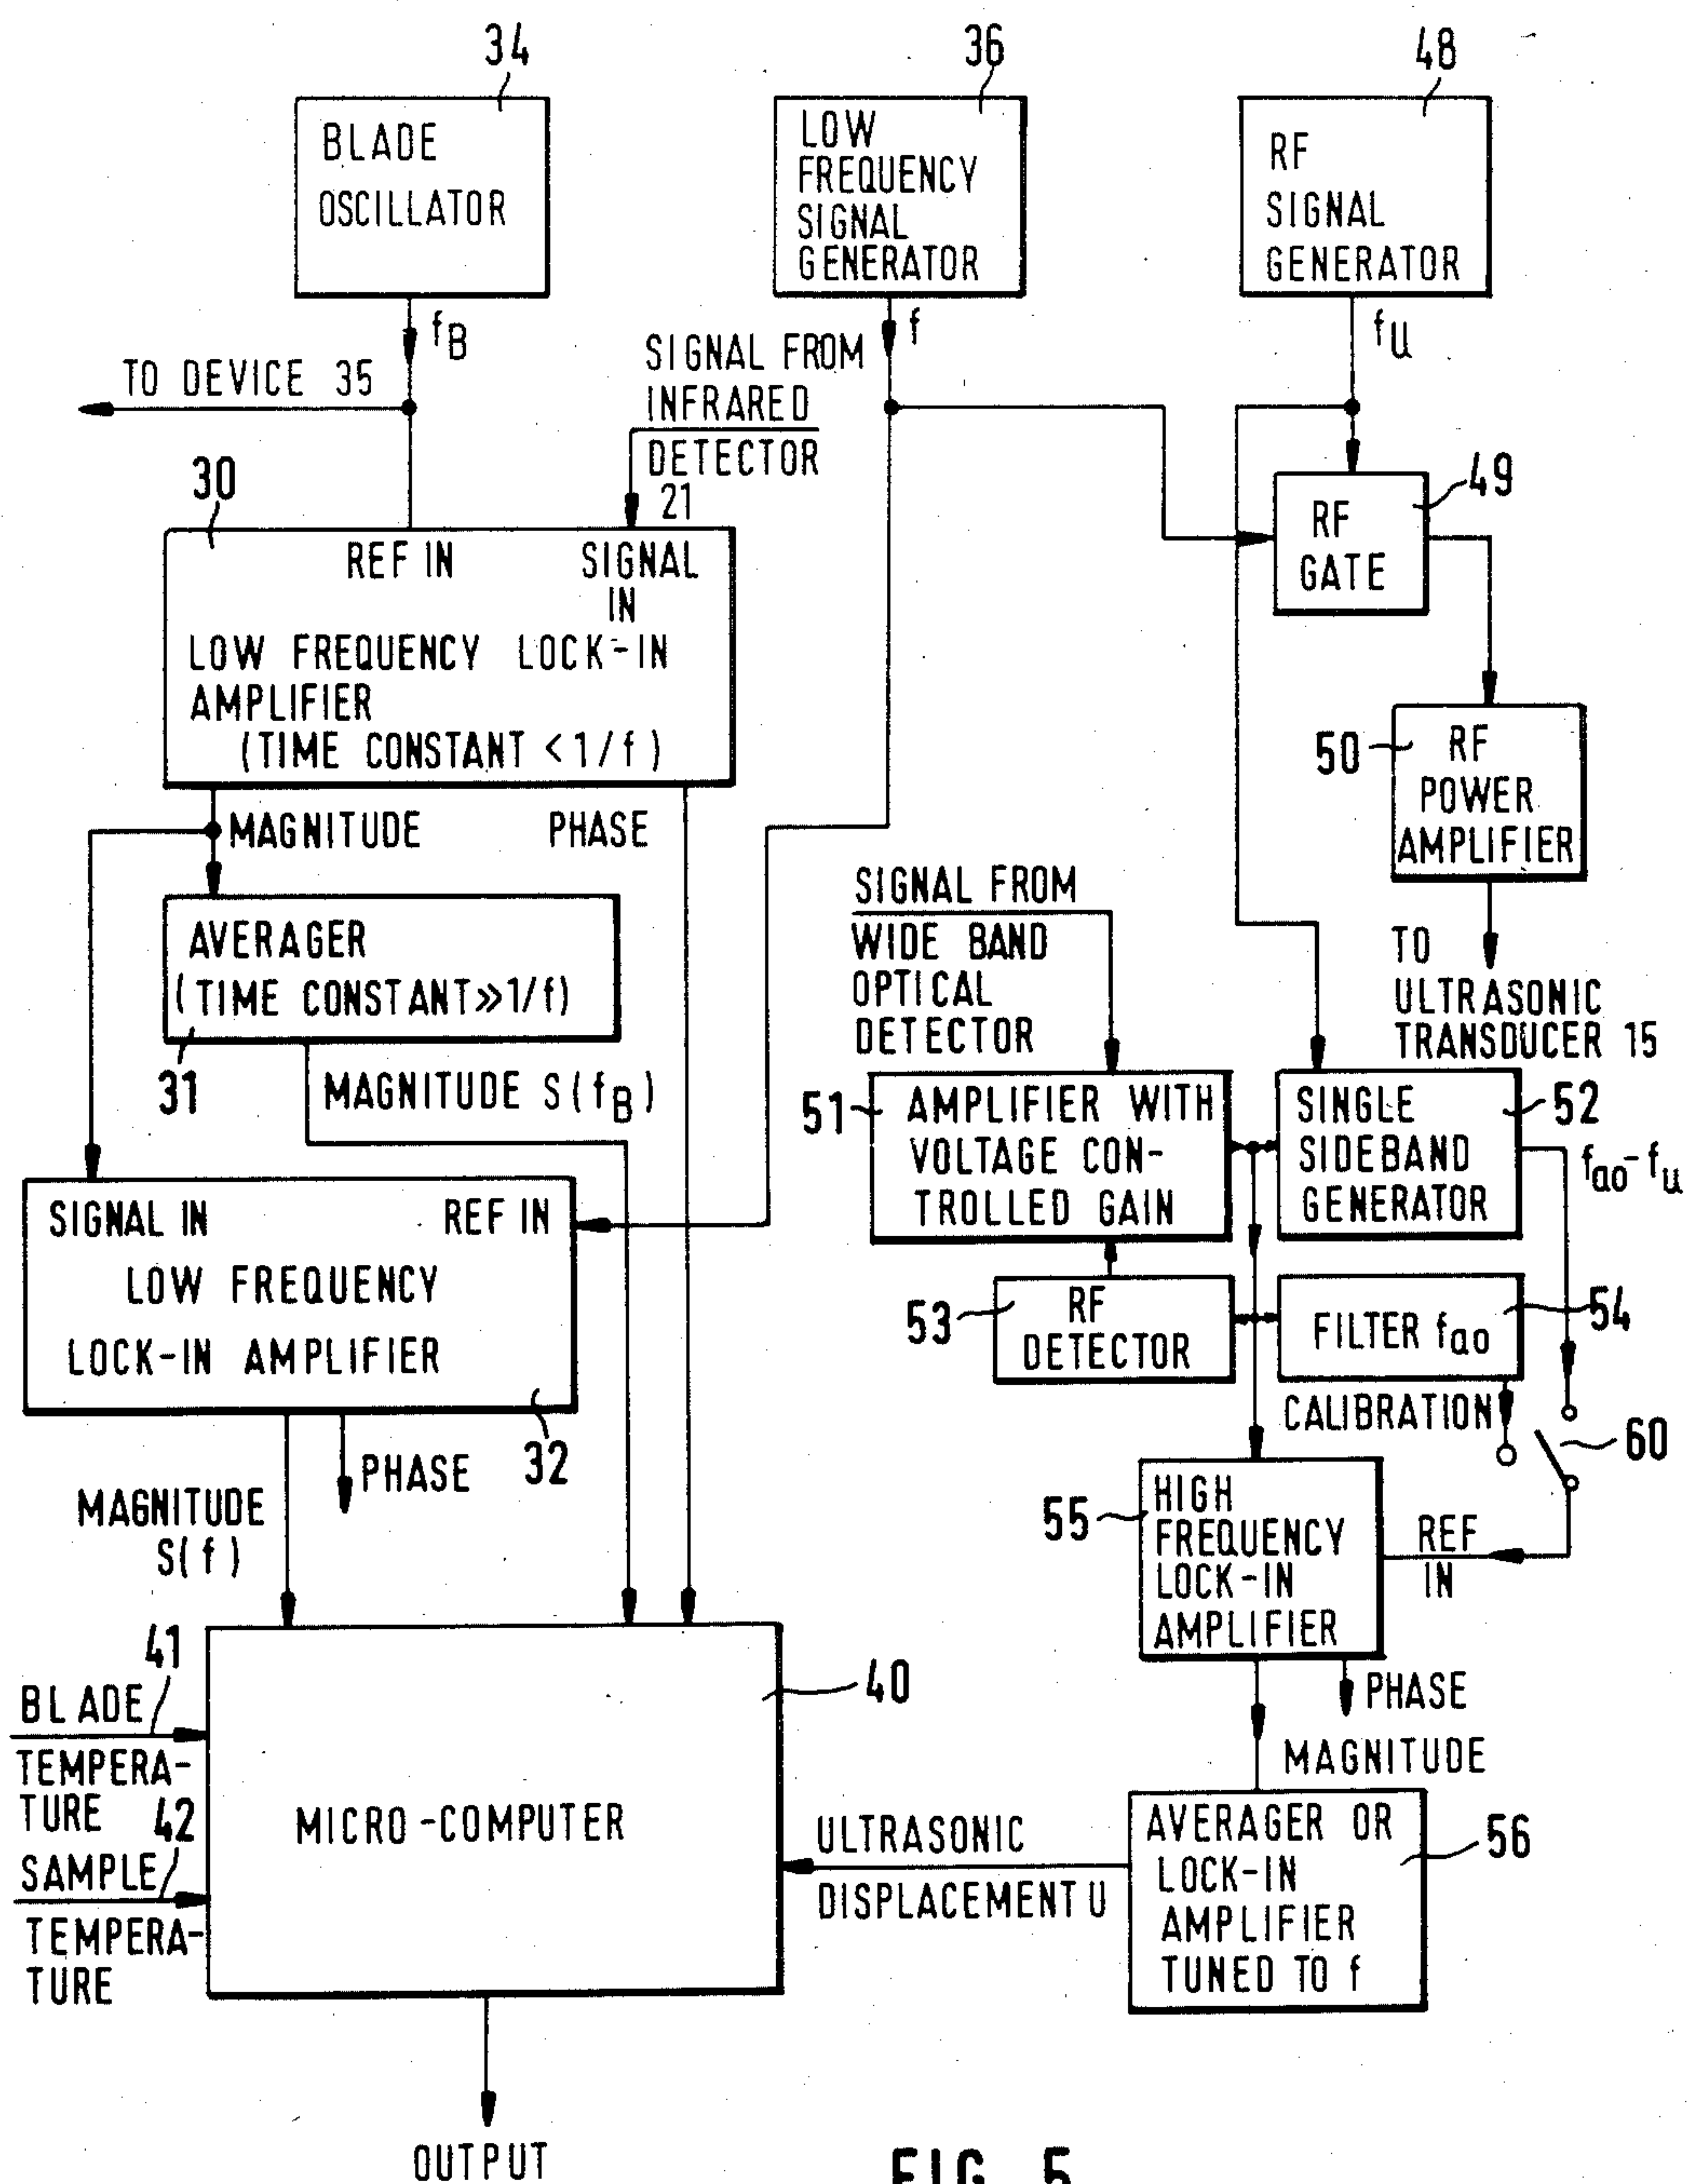 34
36
48
BLADE
OSCILLATOR
LOW
FREQUENCY
SIGNAL
GENERATOR
RF
SIGNAL
GENERATOR
fB
f
fU
TO DEVICE 35
SIGNAL FROM
INFRARED
DETECTOR
21
30
REF IN
SIGNAL
IN
LOW FREQUENCY LOCK-IN
AMPLIFIER
(TIME CONSTANT < 1/f)
49
RF
GATE
50
RF
POWER
AMPLIFIER
MAGNITUDE
PHASE
AVERAGER
(TIME CONSTANT≫1/f)
31
MAGNITUDE S(fB)
SIGNAL FROM
WIDE BAND
OPTICAL
DETECTOR
TO
ULTRASONIC
TRANSDUCER 15
51
AMPLIFIER WITH
VOLTAGE CON-
TROLLED GAIN
SINGLE
SIDEBAND
GENERATOR
52
fao-fu
SIGNAL IN
REF IN
LOW FREQUENCY
LOCK-IN AMPLIFIER
32
53
RF
DETECTOR
FILTER fao
54
CALIBRATION
60
MAGNITUDE
S(f)
PHASE
55
HIGH
FREQUENCY
LOCK-IN
AMPLIFIER
REF
IN
PHASE
MAGNITUDE
41
BLADE
TEMPERA-
TURE
42
SAMPLE
TEMPERA-
TURE
40
MICRO-COMPUTER
ULTRASONIC
DISPLACEMENT U
AVERAGER OR
LOCK-IN
AMPLIFIER
TUNED TO f
56
OUTPUT
FIG. 5